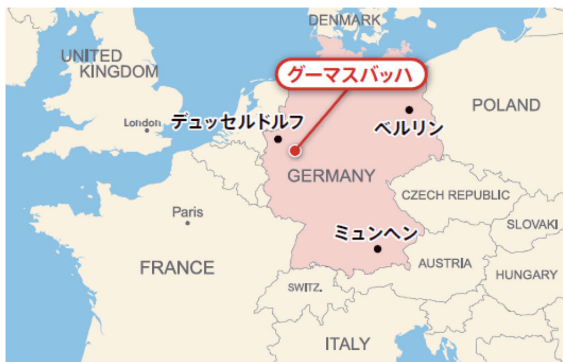 DENMARK
UNITED
KINGDOM
グーマスバッハ
POLAND
London
デュッセルドルフ
ベルリン
GERMANY
CZECH REPUBLIC
Paris
SLOVAKI
ミュンヘン
FRANCE
AUSTRIA
HUNGARY
SWITZ.
ITALY